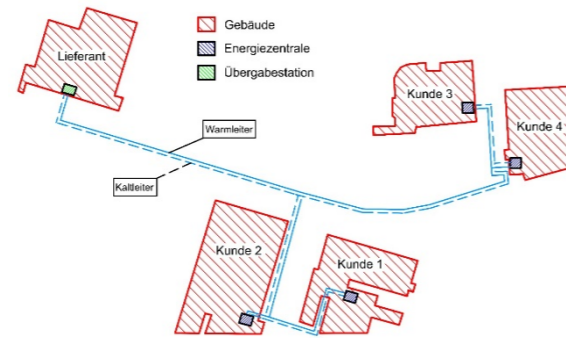 Gebäude
Lieferant
Energiezentrale
Übergabestation
Kunde 3
Kunde 4
Warmleiter
Kaltleiter
Kunde 2
Kunde 1